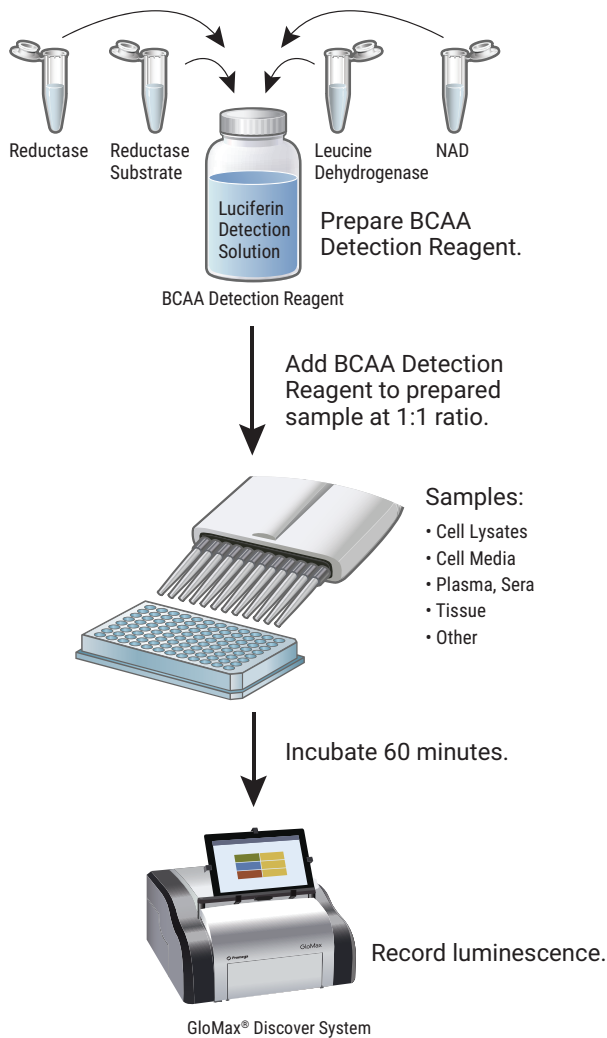 Reductase
Reductase
Substrate
Leucine
Dehydrogenase
NAD
Luciferin
Detection
Solution
Prepare BCAA
Detection Reagent.
BCAA Detection Reagent
Add BCAA Detection
Reagent to prepared
sample at 1:1 ratio.
Samples:
• Cell Lysates
• Cell Media
• Plasma, Sera
• Tissue
• Other
Incubate 60 minutes.
Promega
GloMax
Record luminescence.
GloMax® Discover System